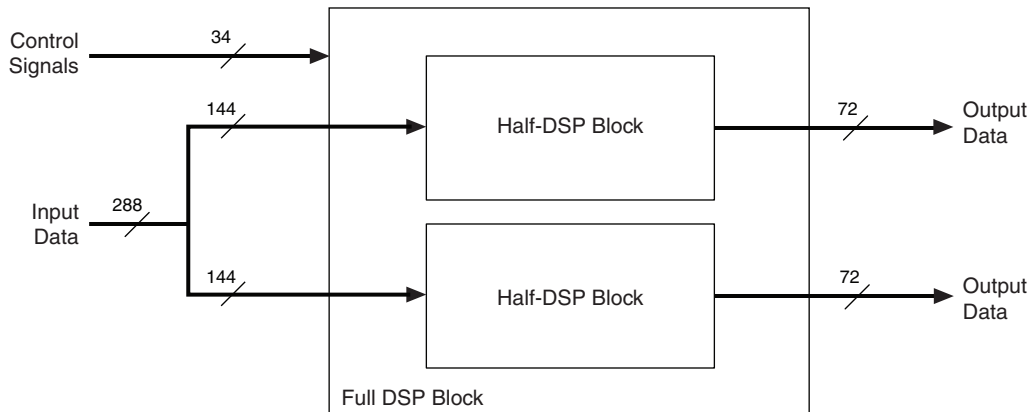 Control
Signals
34
144
Half-DSP Block
72
Output
Data
Input
Data
288
144
Half-DSP Block
72
Output
Data
Full DSP Block